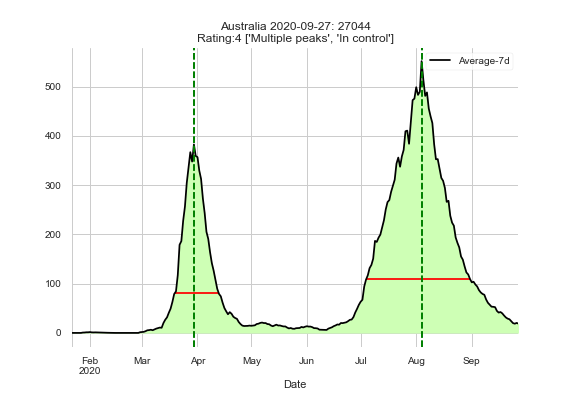 Australia 2020-09-27: 27044
Rating:4 ['Multiple peaks', 'In control']
Average-7d
500
400
300
200
100
0
Feb
2020
Mar
Apr
May
Jun
Jul
Aug
Sep
Date